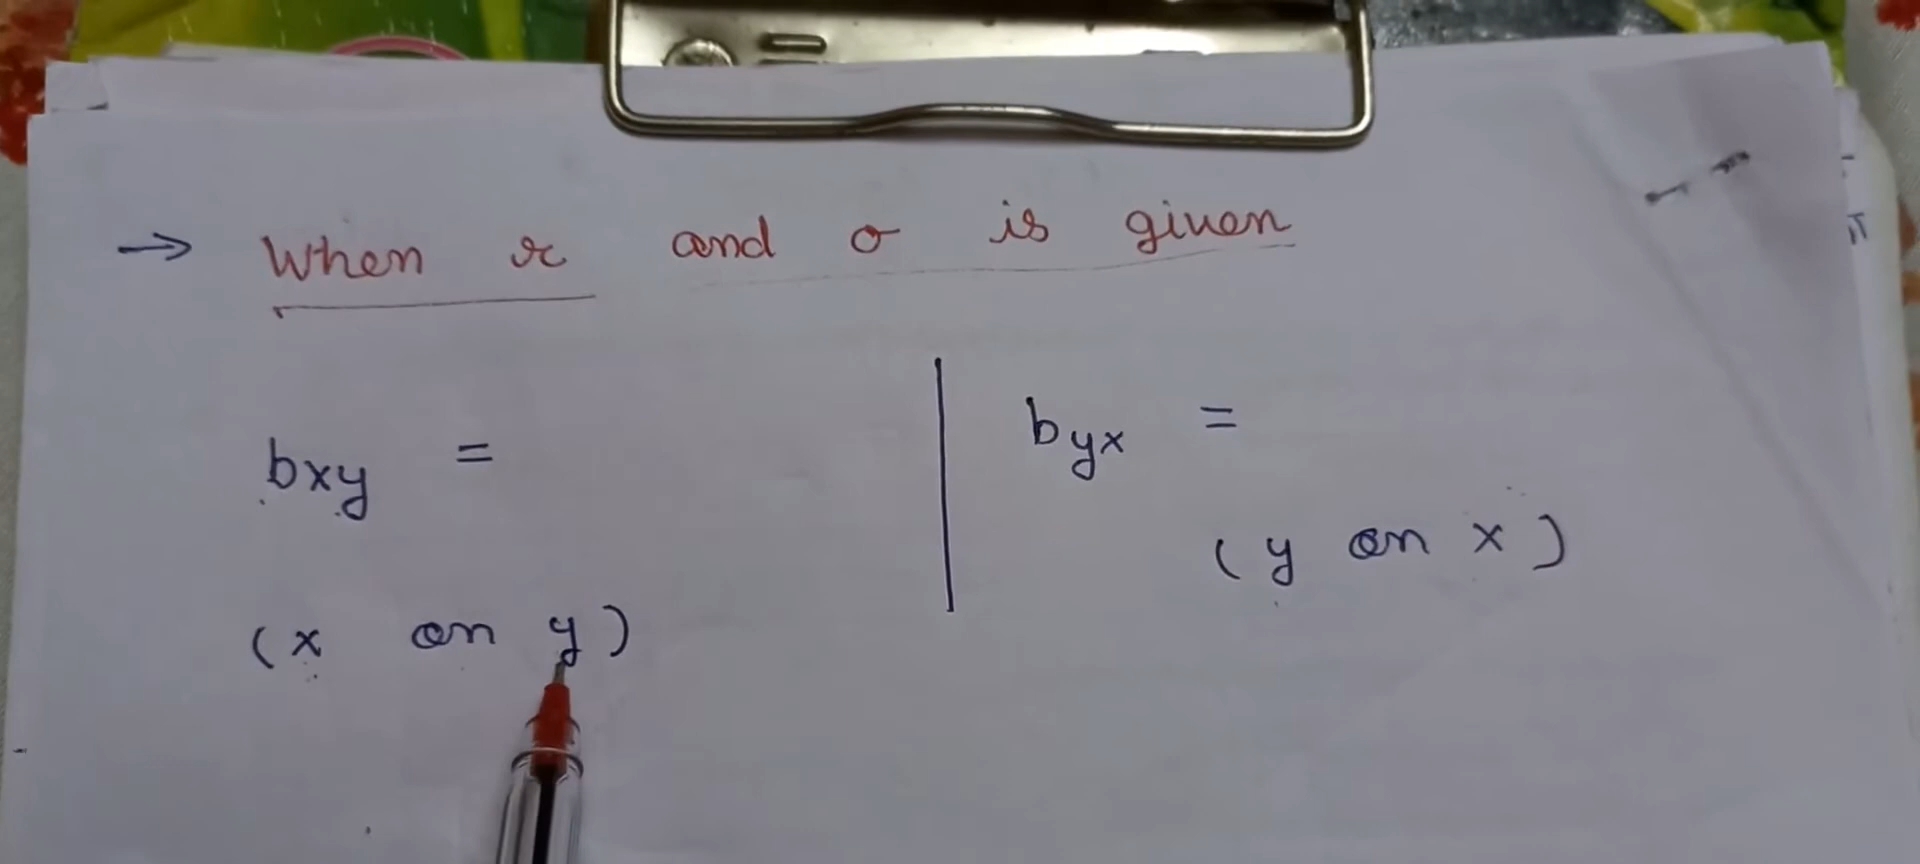 → When r and σ is given
bxy =
(x on y)
byx =
(y on x)